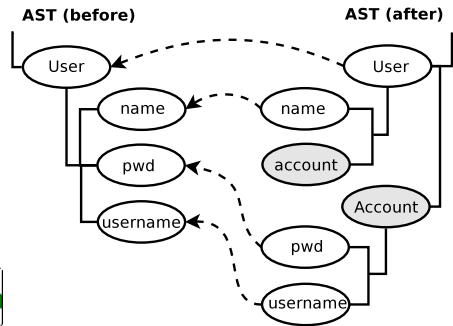 AST (before)
AST (after)
User
User
name
name
pwd
account
Account
username
pwd
username